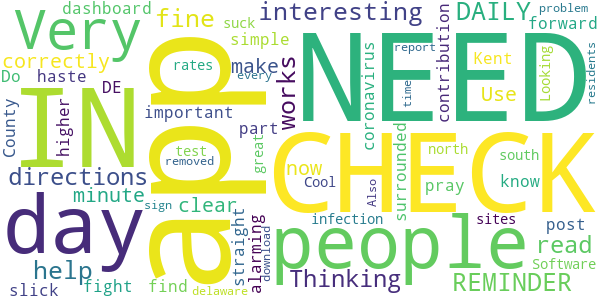 dashboard
suck
rates
every
Very
fine
interesting
DAILY
problem
forward
simple
report
Looking
residents
correctly
Do
haste
DE
make
works
coronavirus
time
contribution
Kent
Use
NEED
County
higher
IN
app
important
part
test
removed
great
now
Cool
Also
surrounded
north
south
pray
know
CHECK
directions
minute
clear
day
help
slick
fight
find
straight
sign
delaware
alarming
download
infection
sites
post
read
Software
people
Thinking
REMINDER